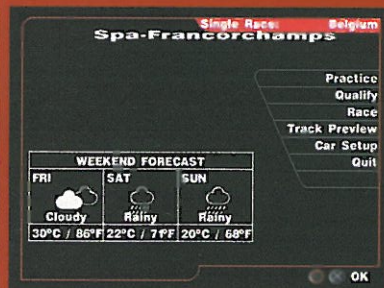 Single Race: Belgium
Spa-Francorchamps
Practice
Qualify
Race
Track Preview
Car Setup
Quit
WEEKEND FORECAST
FRI SAT SUN
Cloudy Rainy Rainy
30°C / 86°F 22°C / 71°F 20°C / 68°F
OK